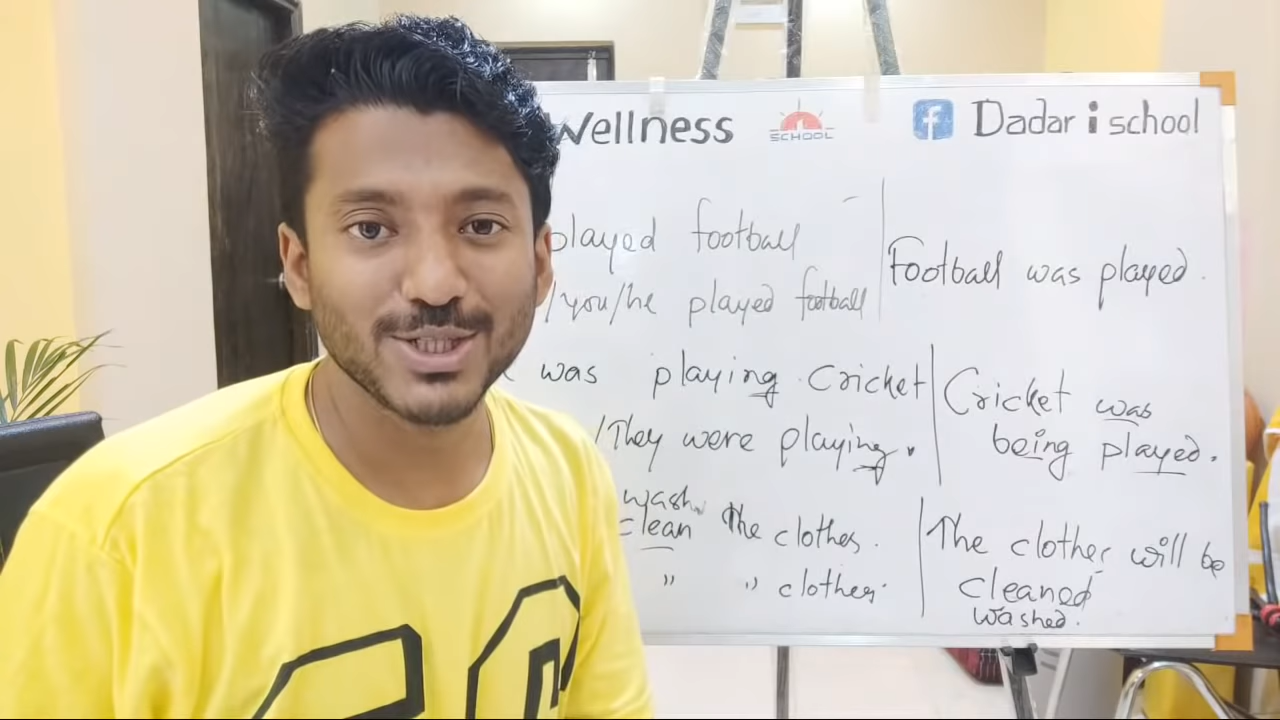 Wellness
SCHOOL
f Dadar i school
played football
/you/he played football
Football was played.
was playing Cricket
/They were playing.
Cricket was
being played.
wash
clean the clothes.
" " clothes.
The clothes will be
cleaned
washed.